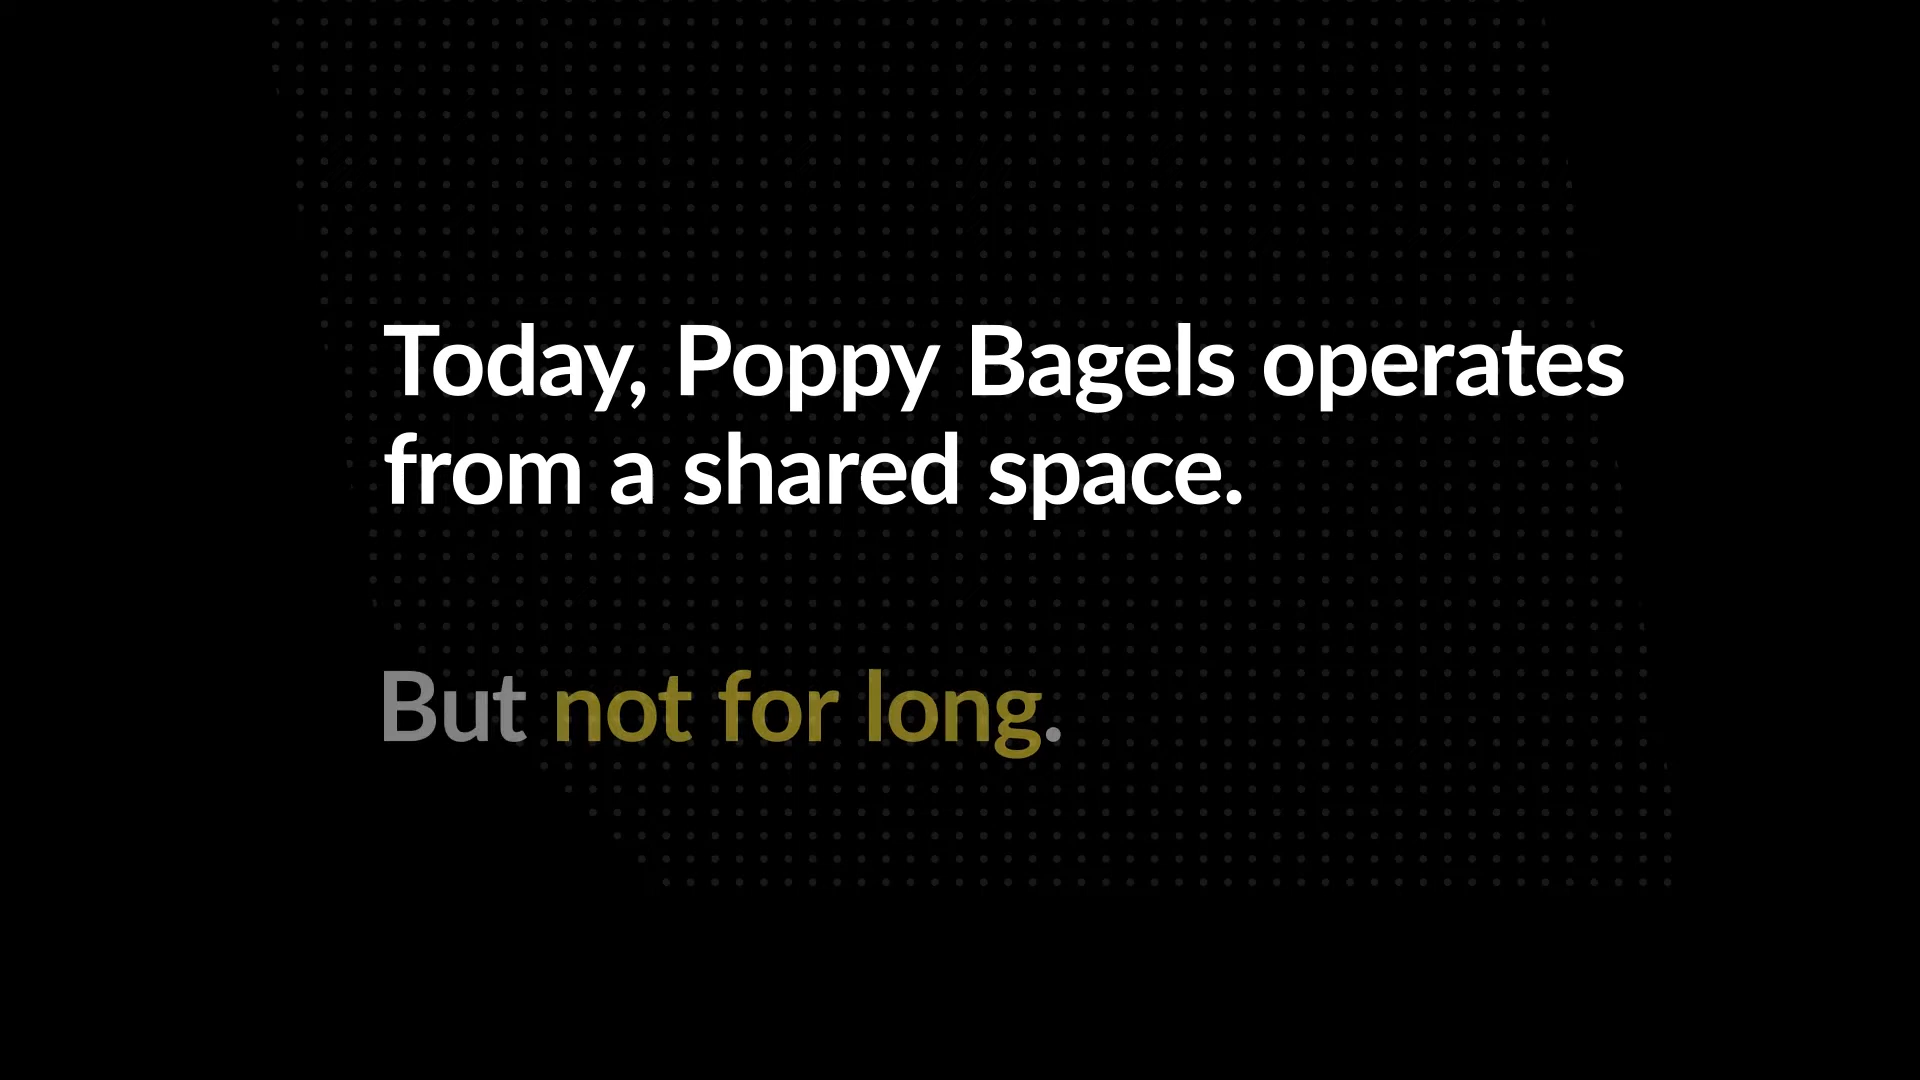 Today, Poppy Bagels operates
from a shared space.
But not for long.